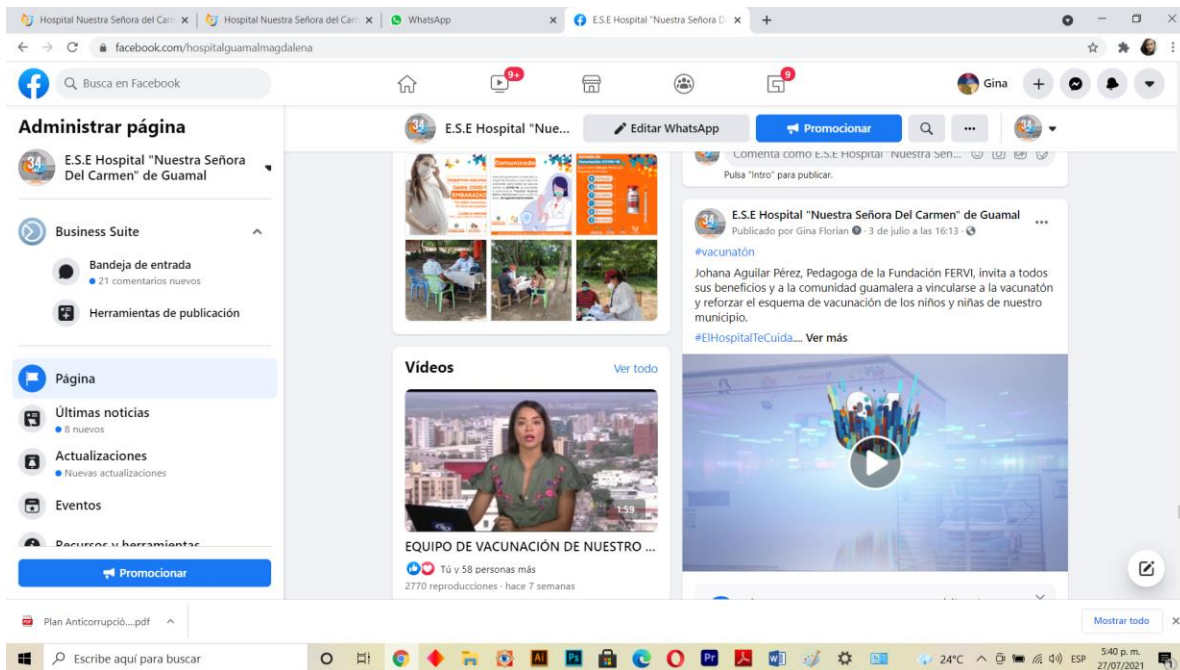 Hospital Nuestra Señora del Carm
Hospital Nuestra Señora del Carm
WhatsApp
E.S.E Hospital "Nuestra Señora D
facebook.com/hospitalguamalmagdalena
Busca en Facebook
9+
9
Gina
Administrar página
E.S.E Hospital "Nue...
Editar WhatsApp
Promocionar
E.S.E Hospital "Nuestra Señora
Del Carmen" de Guamal
Business Suite
Bandeja de entrada
21 comentarios nuevos
Herramientas de publicación
Página
Últimas noticias
8 nuevos
Actualizaciones
Nuevas actualizaciones
Eventos
Recursos y herramientas
Promocionar
Comunicado
EMBARAZADAS
Vídeos
Ver todo
1:59
EQUIPO DE VACUNACIÓN DE NUESTRO ...
Tú y 58 personas más
2770 reproducciones · hace 7 semanas
Comenta como E.S.E Hospital "Nuestra Señ...
Pulsa "Intro" para publicar.
E.S.E Hospital "Nuestra Señora Del Carmen" de Guamal
Publicado por Gina Florian · 3 de julio a las 16:13 ·
#vacunatón
Johana Aguilar Pérez, Pedagoga de la Fundación FERVI, invita a todos
sus beneficios y a la comunidad guamalera a vincularse a la vacunatón
y reforzar el esquema de vacunación de los niños y niñas de nuestro
municipio.
#ElHospitalTeCuida.... Ver más
Plan Anticorrupció....pdf
Mostrar todo
Escribe aquí para buscar
24°C
ESP
5:40 p. m.
27/07/2021